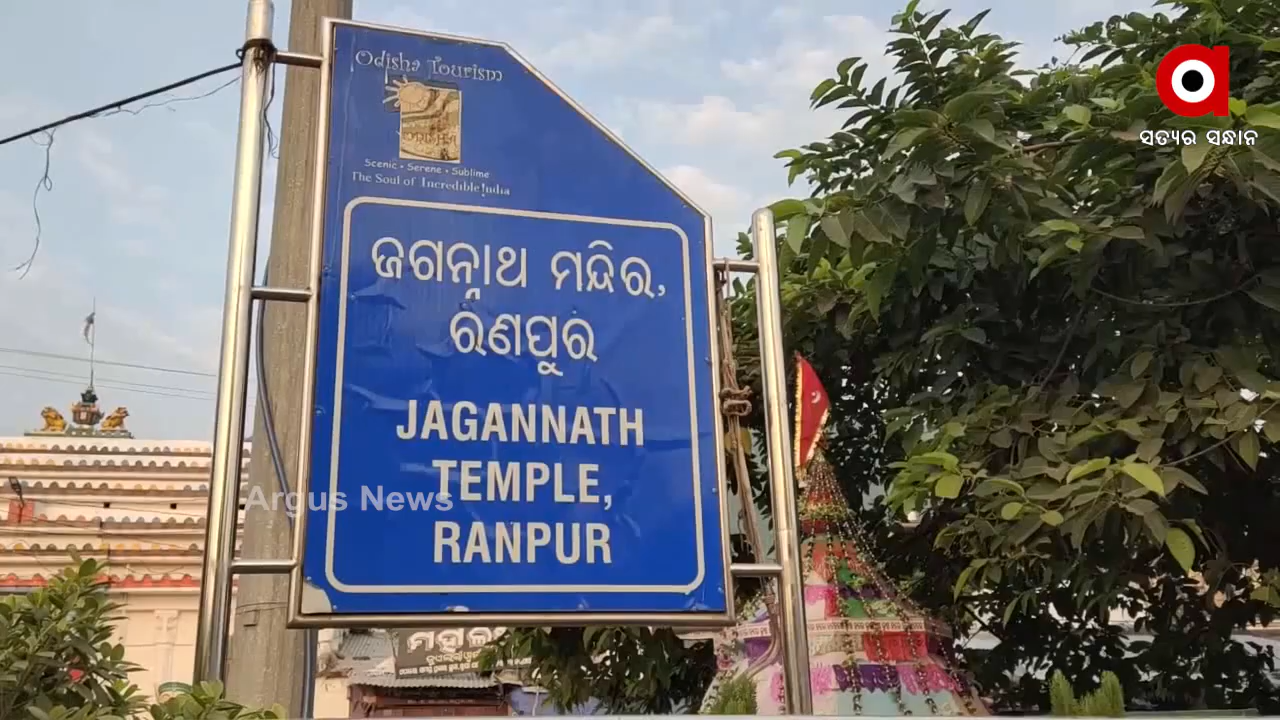 Odisha Tourism
ODISHA
Scenic • Serene • Sublime
The Soul of Incredible India
ଜଗନ୍ନାଥ ମନ୍ଦିର,
ରଣପୁର
JAGANNATH
TEMPLE,
RANPUR
Argus News
ସତ୍ୟର ସନ୍ଧାନ